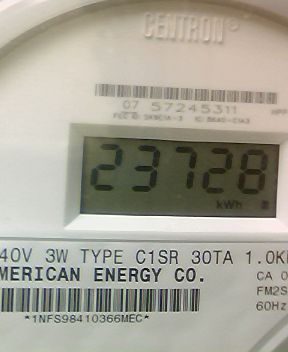 CENTRON®
07 57245311
23728
kWh
40V 3W TYPE C1SR 30TA 1.0K
MERICAN ENERGY CO.
CA 0
FM2S
60Hz
*1NFS98410366MEC*